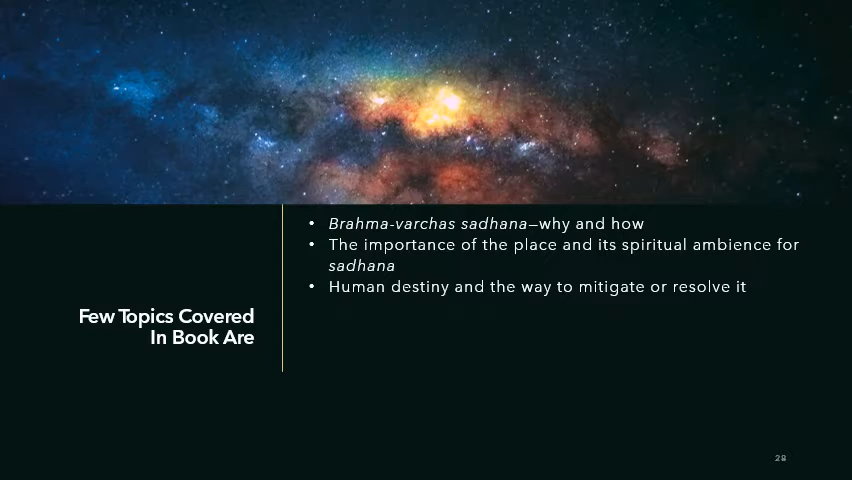 • Brahma-varchas sadhana—why and how
• The importance of the place and its spiritual ambience for
sadhana
• Human destiny and the way to mitigate or resolve it
Few Topics Covered
In Book Are
28